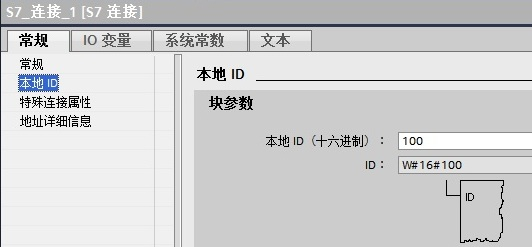 S7_连接_1 [S7 连接]
常规 IO 变量 系统常数 文本
常规
本地 ID
特殊连接属性
地址详细信息
本地 ID
块参数
本地 ID（十六进制）： 100
ID： W#16#100
ID